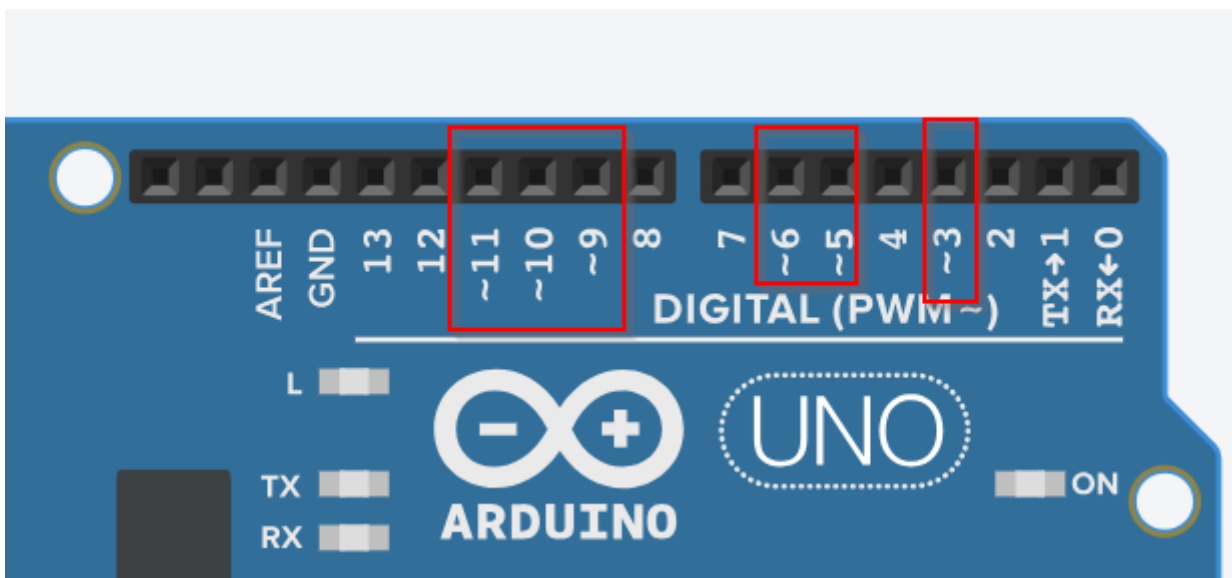 AREF GND 13 12 ~11 ~10 ~9 8 7 ~6 ~5 4 ~3 2 TX→1 RX←0
DIGITAL (PWM~)
L
UNO
TX
ON
RX
ARDUINO